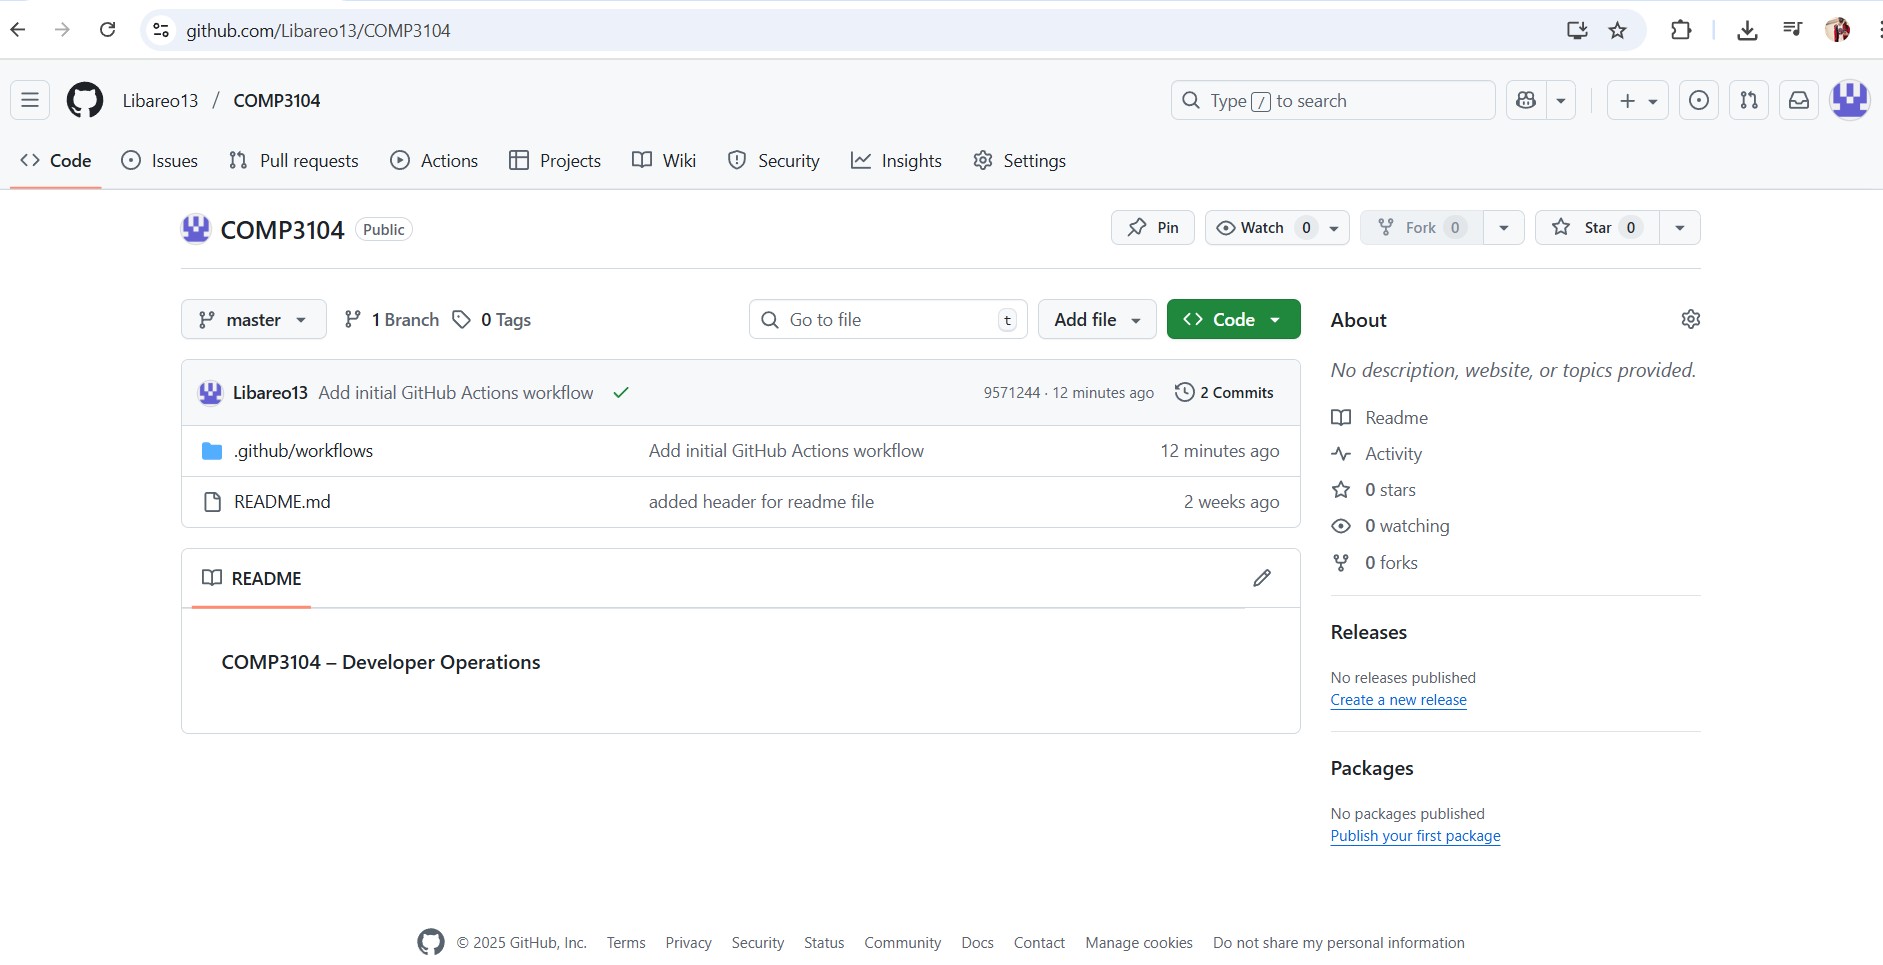 github.com/Libareo13/COMP3104
Libareo13 / COMP3104
Type / to search
Code Issues Pull requests Actions Projects Wiki Security Insights Settings
COMP3104 Public
Pin Watch 0 Fork 0 Star 0
master 1 Branch 0 Tags
Go to file t Add file Code
Libareo13 Add initial GitHub Actions workflow 9571244 · 12 minutes ago 2 Commits
.github/workflows Add initial GitHub Actions workflow 12 minutes ago
README.md added header for readme file 2 weeks ago
README
COMP3104 – Developer Operations
About
No description, website, or topics provided.
Readme
Activity
0 stars
0 watching
0 forks
Releases
No releases published
Create a new release
Packages
No packages published
Publish your first package
© 2025 GitHub, Inc. Terms Privacy Security Status Community Docs Contact Manage cookies Do not share my personal information